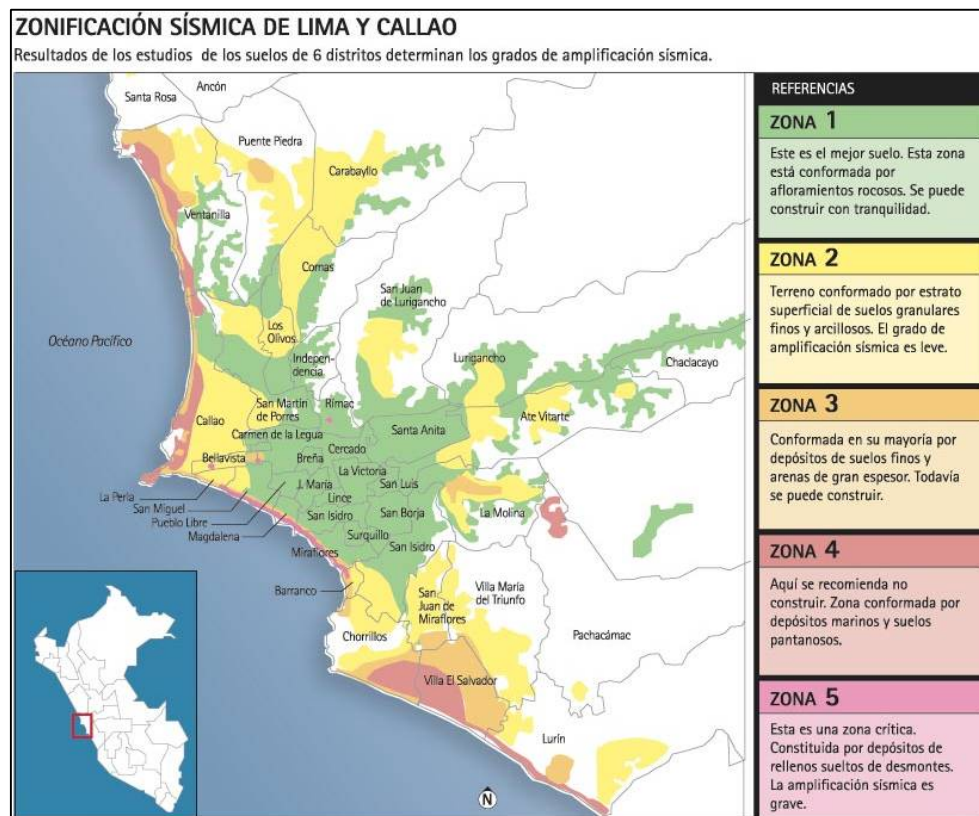 ZONIFICACIÓN SÍSMICA DE LIMA Y CALLAO
Resultados de los estudios de los suelos de 6 distritos determinan los grados de amplificación sísmica.
Ancón
Santa Rosa
Puente Piedra
Carabayllo
Ventanilla
Comas
San Juan
de Lurigancho
Océano Pacífico
Los
Olivos
Indepen-
dencia
Lurigancho
Chaclacayo
San Martín
de Porres
Rímac
Ate Vitarte
Callao
Santa Anita
Carmen de la Legua
Cercado
Bellavista
Breña
La Victoria
J. María
San Luis
La Perla
Lince
San Miguel
San Isidro
San Borja
La Molina
Pueblo Libre
Magdalena
Surquillo
Miraflores
San Isidro
Barranco
San
Juan de
Miraflores
Villa María
del Triunfo
Chorrillos
Pachacámac
Villa El Salvador
Lurín
N
REFERENCIAS
ZONA 1
Este es el mejor suelo. Esta zona
está conformada por
afloramientos rocosos. Se puede
construir con tranquilidad.
ZONA 2
Terreno conformado por estrato
superficial de suelos granulares
finos y arcillosos. El grado de
amplificación sísmica es leve.
ZONA 3
Conformada en su mayoría por
depósitos de suelos finos y
arenas de gran espesor. Todavía
se puede construir.
ZONA 4
Aquí se recomienda no
construir. Zona conformada por
depósitos marinos y suelos
pantanosos.
ZONA 5
Esta es una zona crítica.
Constituida por depósitos de
rellenos sueltos de desmontes.
La amplificación sísmica es
grave.